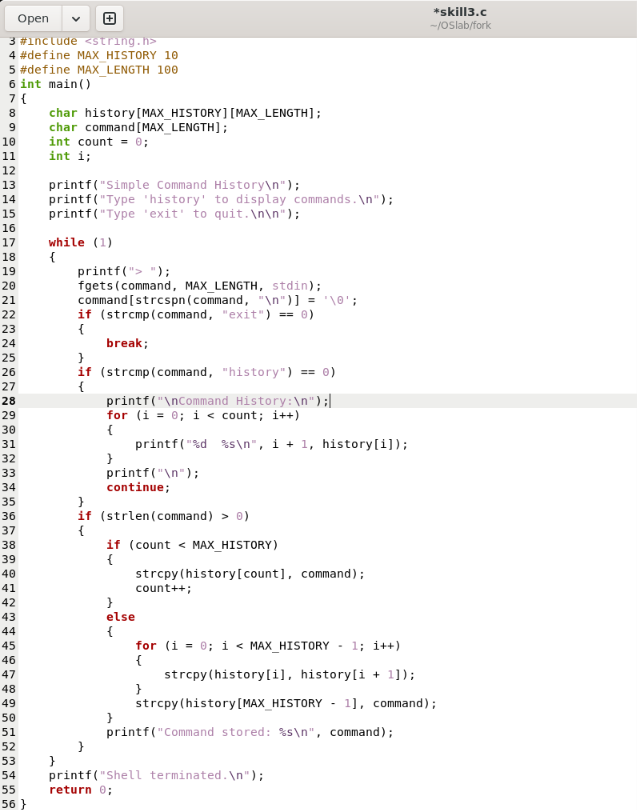 Open
*skill3.c
~/OSlab/fork
3 #include <string.h>
4 #define MAX_HISTORY 10
5 #define MAX_LENGTH 100
6 int main()
7 {
8     char history[MAX_HISTORY][MAX_LENGTH];
9     char command[MAX_LENGTH];
10     int count = 0;
11     int i;
12
13     printf("Simple Command History\n");
14     printf("Type 'history' to display commands.\n");
15     printf("Type 'exit' to quit.\n\n");
16
17     while (1)
18     {
19         printf("> ");
20         fgets(command, MAX_LENGTH, stdin);
21         command[strcspn(command, "\n")] = '\0';
22         if (strcmp(command, "exit") == 0)
23         {
24             break;
25         }
26         if (strcmp(command, "history") == 0)
27         {
28             printf("\nCommand History:\n");
29             for (i = 0; i < count; i++)
30             {
31                 printf("%d  %s\n", i + 1, history[i]);
32             }
33             printf("\n");
34             continue;
35         }
36         if (strlen(command) > 0)
37         {
38             if (count < MAX_HISTORY)
39             {
40                 strcpy(history[count], command);
41                 count++;
42             }
43             else
44             {
45                 for (i = 0; i < MAX_HISTORY - 1; i++)
46                 {
47                     strcpy(history[i], history[i + 1]);
48                 }
49                 strcpy(history[MAX_HISTORY - 1], command);
50             }
51             printf("Command stored: %s\n", command);
52         }
53     }
54     printf("Shell terminated.\n");
55     return 0;
56 }